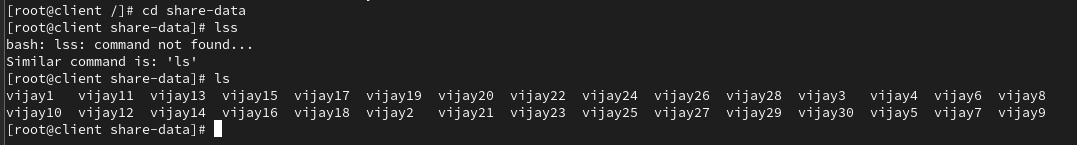 [root@client /]# cd share-data
[root@client share-data]# lss
bash: lss: command not found...
Similar command is: 'ls'
[root@client share-data]# ls
vijay1   vijay11  vijay13  vijay15  vijay17  vijay19  vijay20  vijay22  vijay24  vijay26  vijay28  vijay3   vijay4  vijay6  vijay8
vijay10  vijay12  vijay14  vijay16  vijay18  vijay2   vijay21  vijay23  vijay25  vijay27  vijay29  vijay30  vijay5  vijay7  vijay9
[root@client share-data]#